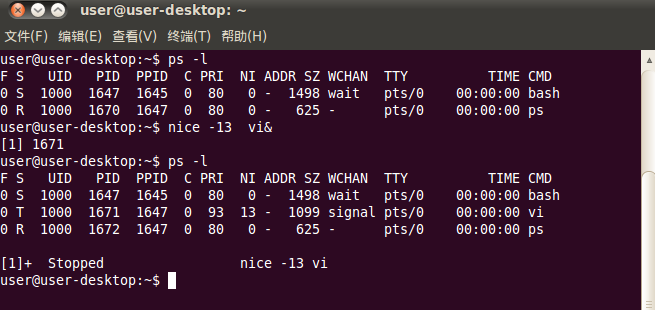 user@user-desktop: ~
文件(F) 编辑(E) 查看(V) 终端(T) 帮助(H)
user@user-desktop:~$ ps -l
F S   UID   PID  PPID  C PRI  NI ADDR SZ WCHAN  TTY          TIME CMD
0 S  1000  1647  1645  0  80   0 -  1498 wait   pts/0    00:00:00 bash
0 R  1000  1670  1647  0  80   0 -   625 -      pts/0    00:00:00 ps
user@user-desktop:~$ nice -13  vi&
[1] 1671
user@user-desktop:~$ ps -l
F S   UID   PID  PPID  C PRI  NI ADDR SZ WCHAN  TTY          TIME CMD
0 S  1000  1647  1645  0  80   0 -  1498 wait   pts/0    00:00:00 bash
0 T  1000  1671  1647  0  93  13 -  1099 signal pts/0    00:00:00 vi
0 R  1000  1672  1647  0  80   0 -   625 -      pts/0    00:00:00 ps
[1]+  Stopped                 nice -13 vi
user@user-desktop:~$